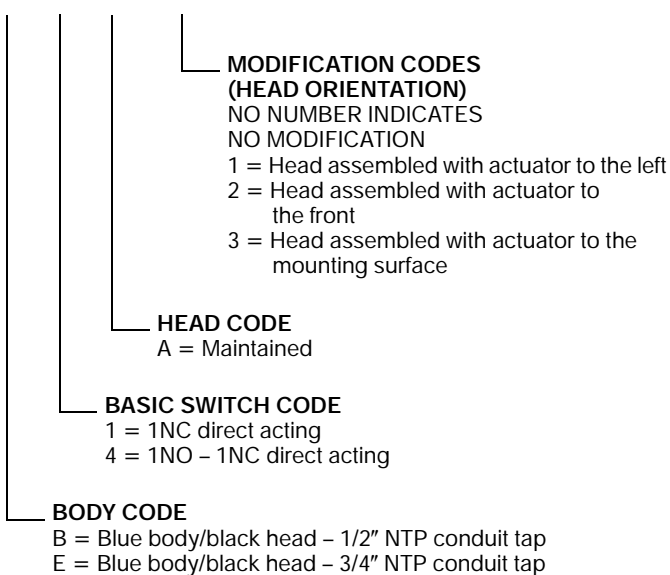 MODIFICATION CODES
(HEAD ORIENTATION)
NO NUMBER INDICATES
NO MODIFICATION
1 = Head assembled with actuator to the left
2 = Head assembled with actuator to
the front
3 = Head assembled with actuator to the
mounting surface
HEAD CODE
A = Maintained
BASIC SWITCH CODE
1 = 1NC direct acting
4 = 1NO – 1NC direct acting
BODY CODE
B = Blue body/black head – 1/2″ NTP conduit tap
E = Blue body/black head – 3/4″ NTP conduit tap